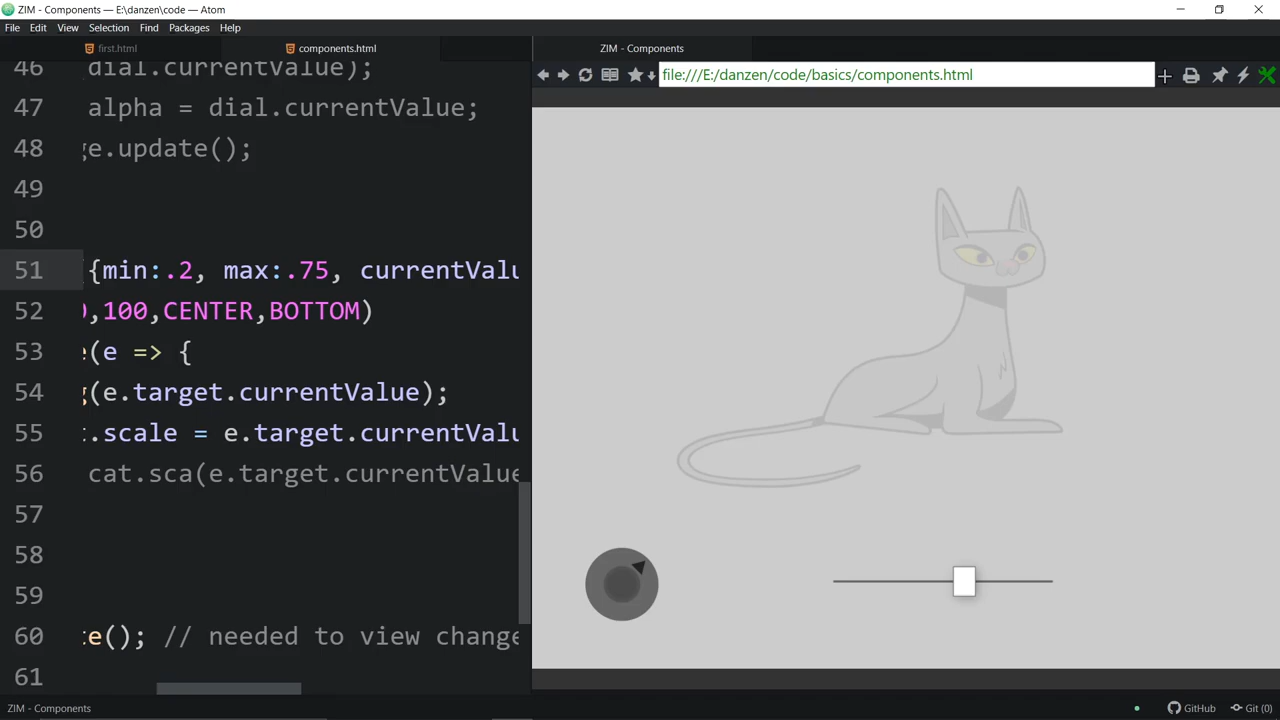 ZIM - Components — E:\danzen\code — Atom
File Edit View Selection Find Packages Help
first.html components.html ZIM - Components
file:///E:/danzen/code/basics/components.html
46 dial.currentValue);
47 alpha = dial.currentValue;
48 ge.update();
49
50
51 {min:.2, max:.75, currentValu
52 ,100,CENTER,BOTTOM)
53 (e => {
54 g(e.target.currentValue);
55 t.scale = e.target.currentValu
56 cat.sca(e.target.currentValue
57
58
59
60 te(); // needed to view change
61
ZIM - Components GitHub Git (0)